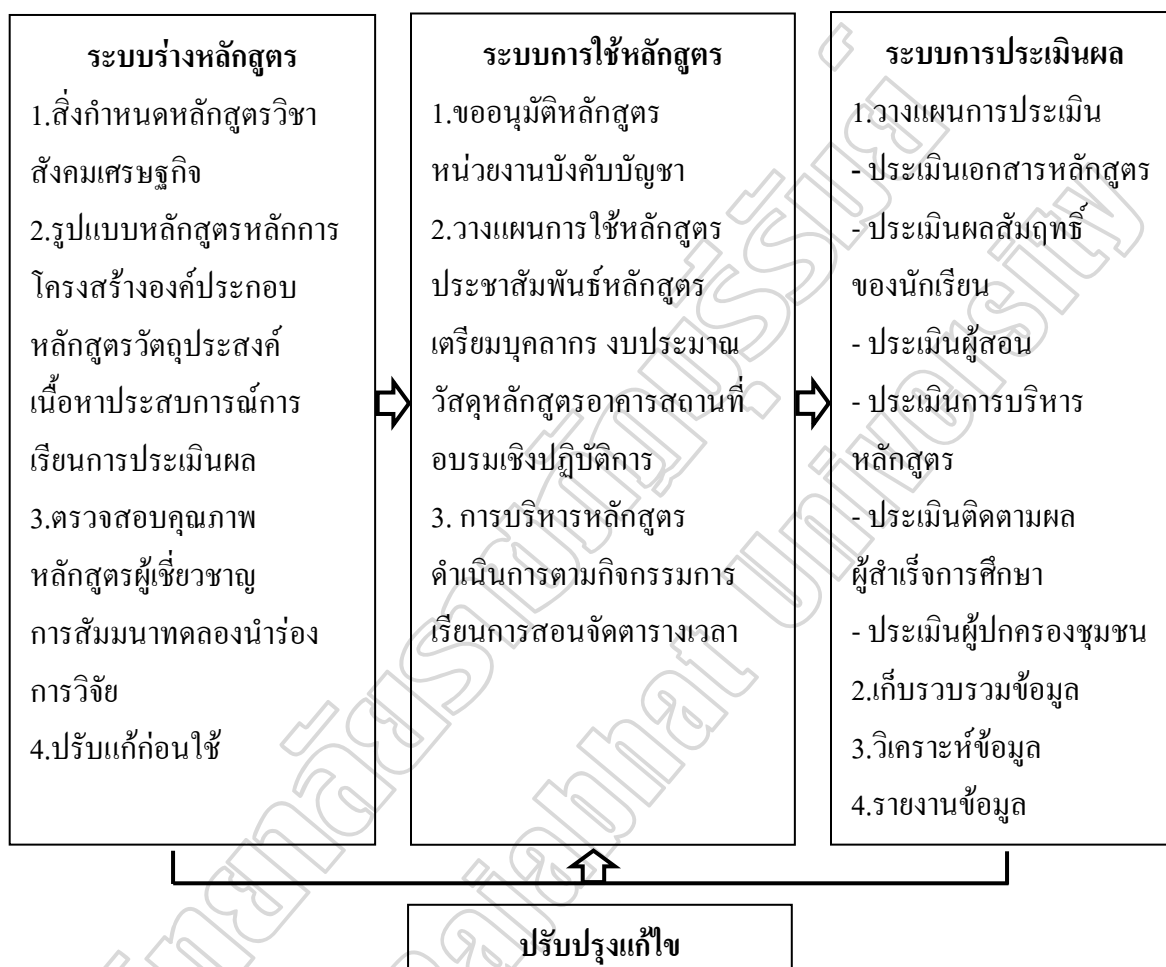 ระบบร่างหลักสูตร
1.สิ่งกำหนดหลักสูตรวิชา
สังคมเศรษฐกิจ
2.รูปแบบหลักสูตรหลักการ
โครงสร้างองค์ประกอบ
หลักสูตรวัตถุประสงค์
เนื้อหาประสบการณ์การ
เรียนการประเมินผล
3.ตรวจสอบคุณภาพ
หลักสูตรผู้เชี่ยวชาญ
การสัมมนาทดลองนำร่อง
การวิจัย
4.ปรับแก้ก่อนใช้
ระบบการใช้หลักสูตร
1.ขออนุมัติหลักสูตร
หน่วยงานบังคับบัญชา
2.วางแผนการใช้หลักสูตร
ประชาสัมพันธ์หลักสูตร
เตรียมบุคลากร งบประมาณ
วัสดุหลักสูตรอาคารสถานที่
อบรมเชิงปฏิบัติการ
3. การบริหารหลักสูตร
ดำเนินการตามกิจกรรมการ
เรียนการสอนจัดตารางเวลา
ระบบการประเมินผล
1.วางแผนการประเมิน
- ประเมินเอกสารหลักสูตร
- ประเมินผลสัมฤทธิ์
ของนักเรียน
- ประเมินผู้สอน
- ประเมินการบริหาร
หลักสูตร
- ประเมินติดตามผล
ผู้สำเร็จการศึกษา
- ประเมินผู้ปกครองชุมชน
2.เก็บรวบรวมข้อมูล
3.วิเคราะห์ข้อมูล
4.รายงานข้อมูล
ปรับปรุงแก้ไข